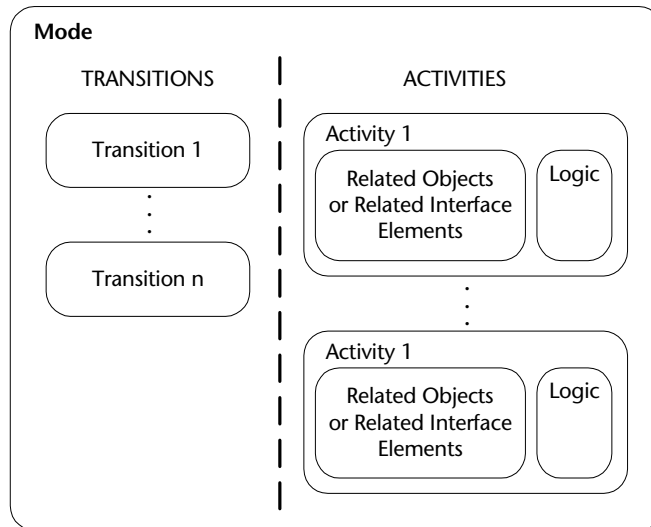 Mode
TRANSITIONS
Transition 1
Transition n
ACTIVITIES
Activity 1
Related Objects
or Related Interface
Elements
Logic
Activity 1
Related Objects
or Related Interface
Elements
Logic